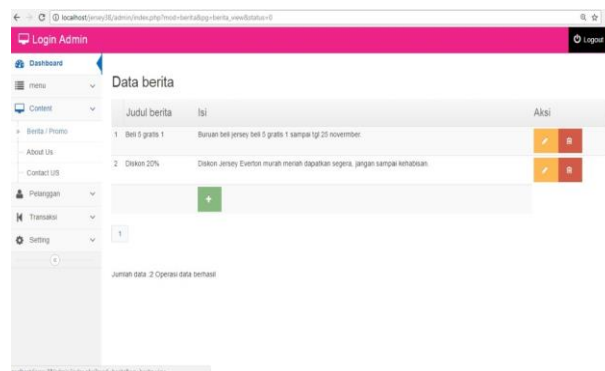 localhost/jersey38/admin/index.php?mod=berita&pg=berita_view&status=0
Login Admin
Logout
Dashboard
menu
Content
Berita / Promo
About Us
Contact US
Pelanggan
Transaksi
Setting
Data berita
Judul berita Isi Aksi
1 Beli 5 gratis 1 Buruan beli jersey beli 5 gratis 1 sampai tgl 25 novermber.
2 Diskon 20% Diskon Jersey Everton murah meriah dapatkan segera, jangan sampai kehabisan.
1
Jumlah data :2 Operasi data berhasil